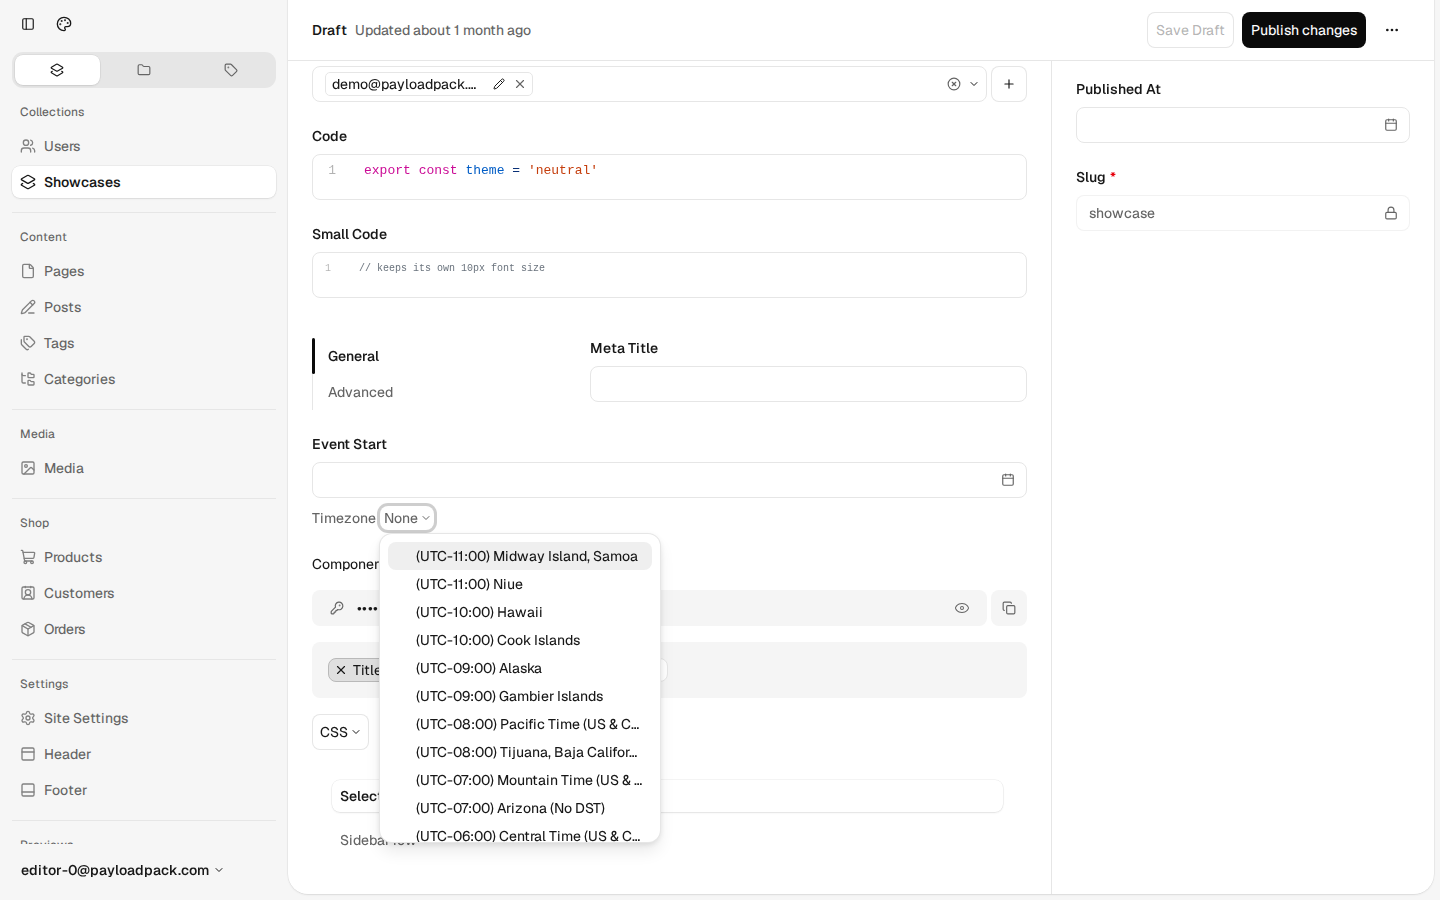 Draft Updated about 1 month ago
Save Draft
Publish changes
Collections
Users
Showcases
Content
Pages
Posts
Tags
Categories
Media
Media
Shop
Products
Customers
Orders
Settings
Site Settings
Header
Footer
editor-0@payloadpack.com
demo@payloadpack....
Code
1 export const theme = 'neutral'
Small Code
1 // keeps its own 10px font size
General
Advanced
Meta Title
Event Start
Timezone None
(UTC-11:00) Midway Island, Samoa
(UTC-11:00) Niue
(UTC-10:00) Hawaii
(UTC-10:00) Cook Islands
(UTC-09:00) Alaska
(UTC-09:00) Gambier Islands
(UTC-08:00) Pacific Time (US & C...
(UTC-08:00) Tijuana, Baja Califor...
(UTC-07:00) Mountain Time (US & ...
(UTC-07:00) Arizona (No DST)
(UTC-06:00) Central Time (US & C...
Title
CSS
Published At
Slug *
showcase